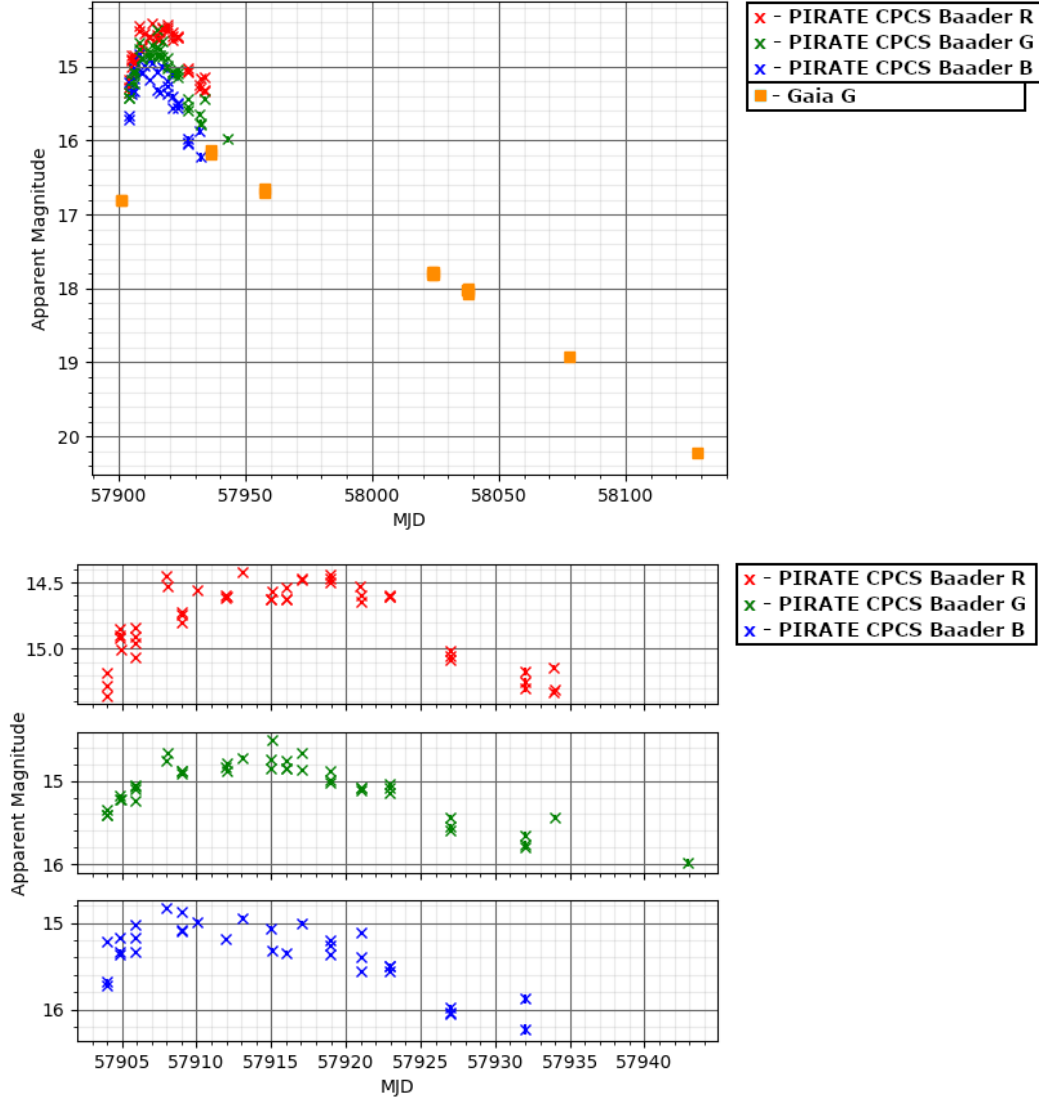 x - PIRATE CPCS Baader R
x - PIRATE CPCS Baader G
x - PIRATE CPCS Baader B
- Gaia G
15
16
17
18
19
20
Apparent Magnitude
57900 57950 58000 58050 58100
MJD
x - PIRATE CPCS Baader R
x - PIRATE CPCS Baader G
x - PIRATE CPCS Baader B
14.5
15.0
15
16
15
16
Apparent Magnitude
57905 57910 57915 57920 57925 57930 57935 57940
MJD